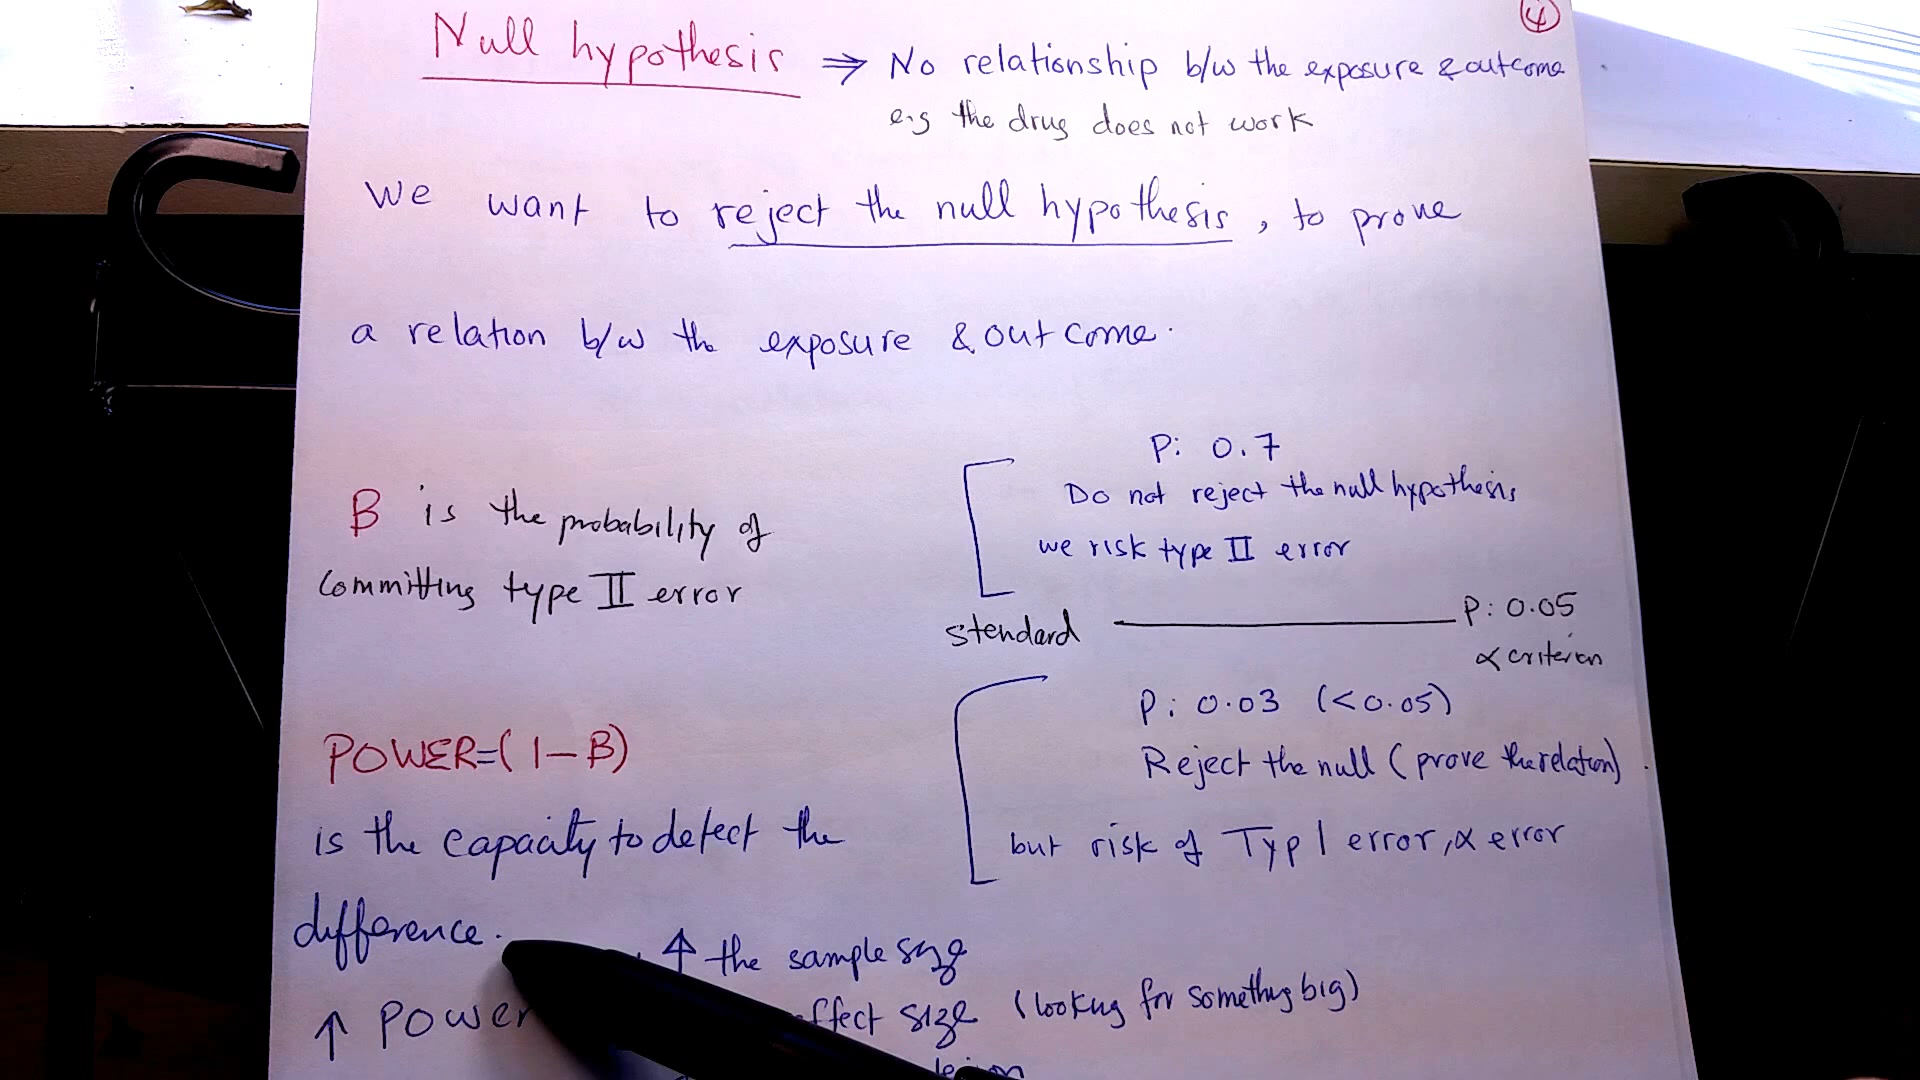 4
Null hypothesis ⇒ No relationship b/w the exposure & outcome
e.g the drug does not work
We want to reject the null hypothesis, to prove
a relation b/w the exposure & outcome.
B is the probability of
Committing type II error
P: 0.7
Do not reject the null hypothesis
we risk type II error
stendard P: 0.05
α criterion
P: 0.03 (<0.05)
Reject the null (prove the relation)
but risk of Typ I error, α error
POWER=(1-B)
is the capacity to detect the
difference.
↑ the sample size
↑ Power
effect size (looking for something big)